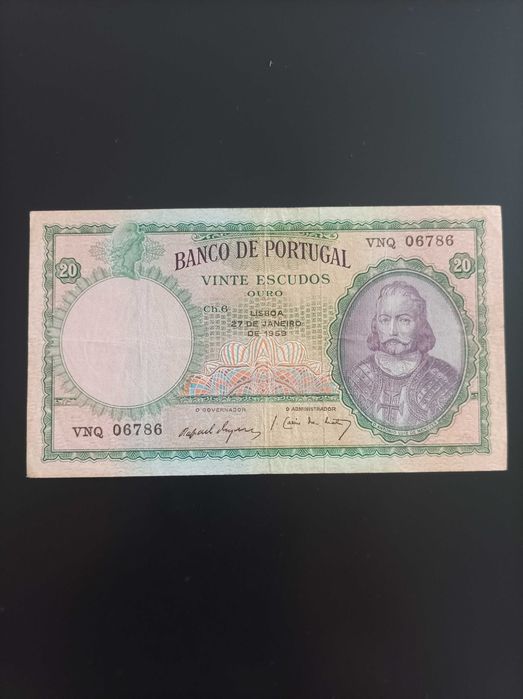 BANCO DE PORTUGAL
VNQ 06786
20
20
VINTE ESCUDOS
OURO
Ch.6
LISBOA
27 DE JANEIRO
DE 1959
O GOVERNADOR
O ADMINISTRADOR
VNQ 06786